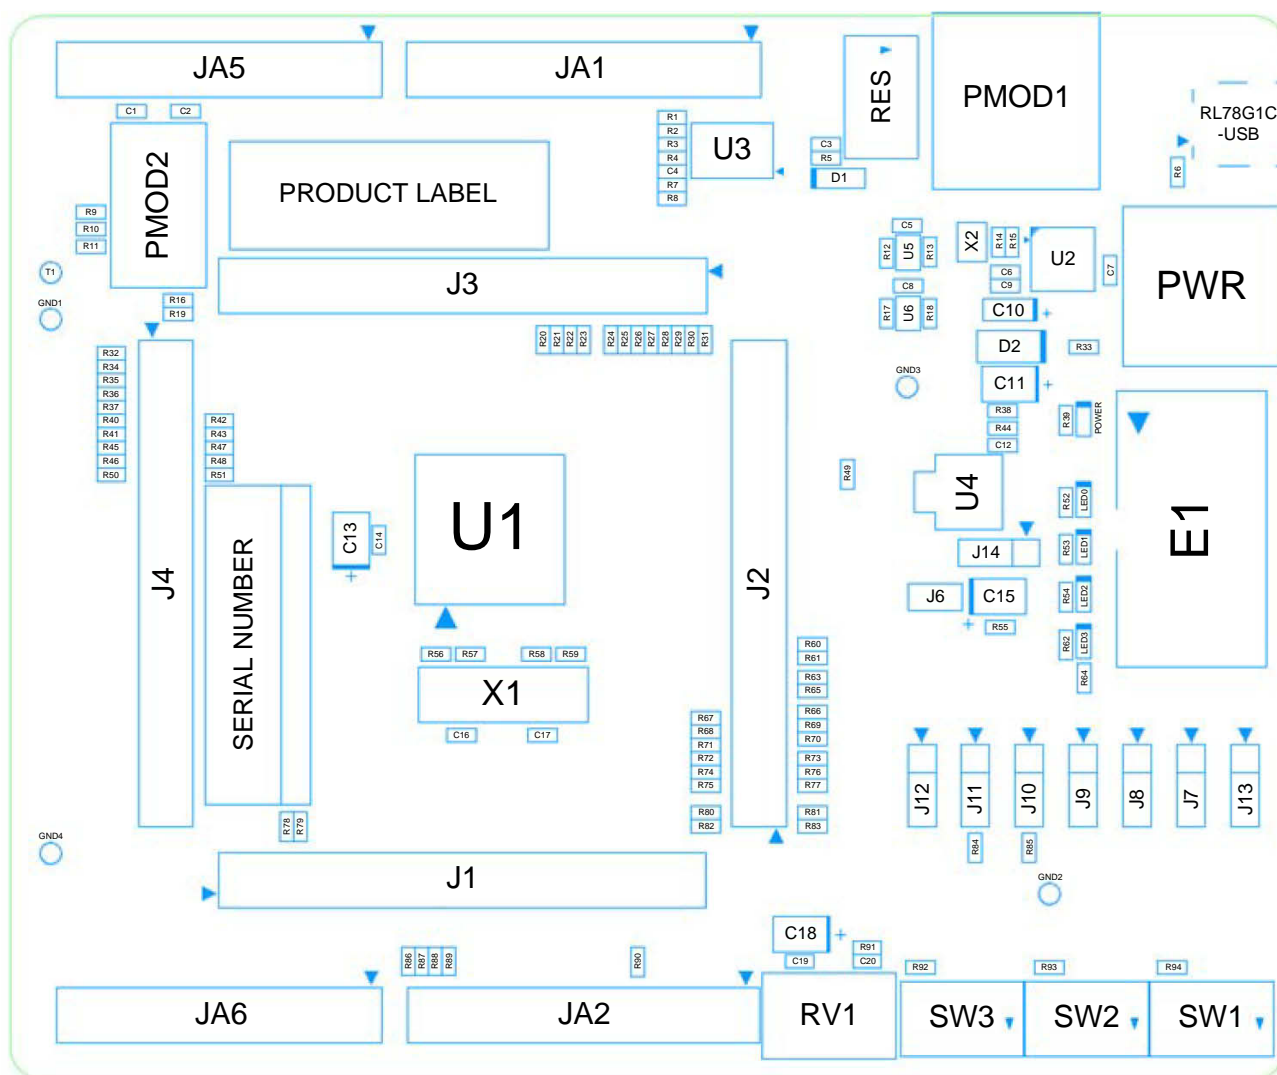 JA5
JA1
RES
PMOD1
RL78G1C
-USB
C1
C2
R1
R2
R3
R4
C4
R7
R8
U3
C3
R5
D1
R6
PMOD2
PRODUCT LABEL
R9
R10
R11
T1
GND1
R16
R19
J3
C5
R12
U5
R13
X2
R14
R15
U2
C7
C6
C9
C8
R17
U6
R18
C10
PWR
R20
R21
R22
R23
R24
R25
R26
R27
R28
R29
R30
R31
D2
R33
GND3
C11
R32
R34
R35
R36
R37
R40
R41
R45
R46
R50
J4
R42
R43
R47
R48
R51
SERIAL NUMBER
C13
C14
U1
J2
R49
R38
R44
C12
R39
POWER
U4
E1
R52
LED0
R53
LED1
R54
LED2
R62
LED3
R64
J14
J6
C15
R55
R56
R57
R58
R59
X1
C16
C17
R60
R61
R63
R65
R66
R69
R70
R73
R76
R77
R81
R83
R67
R68
R71
R72
R74
R75
R80
R82
J12
J11
J10
J9
J8
J7
J13
R84
R85
R78
R79
GND4
J1
GND2
C18
C19
R91
C20
R86
R87
R88
R89
R90
R92
R93
R94
JA6
JA2
RV1
SW3
SW2
SW1